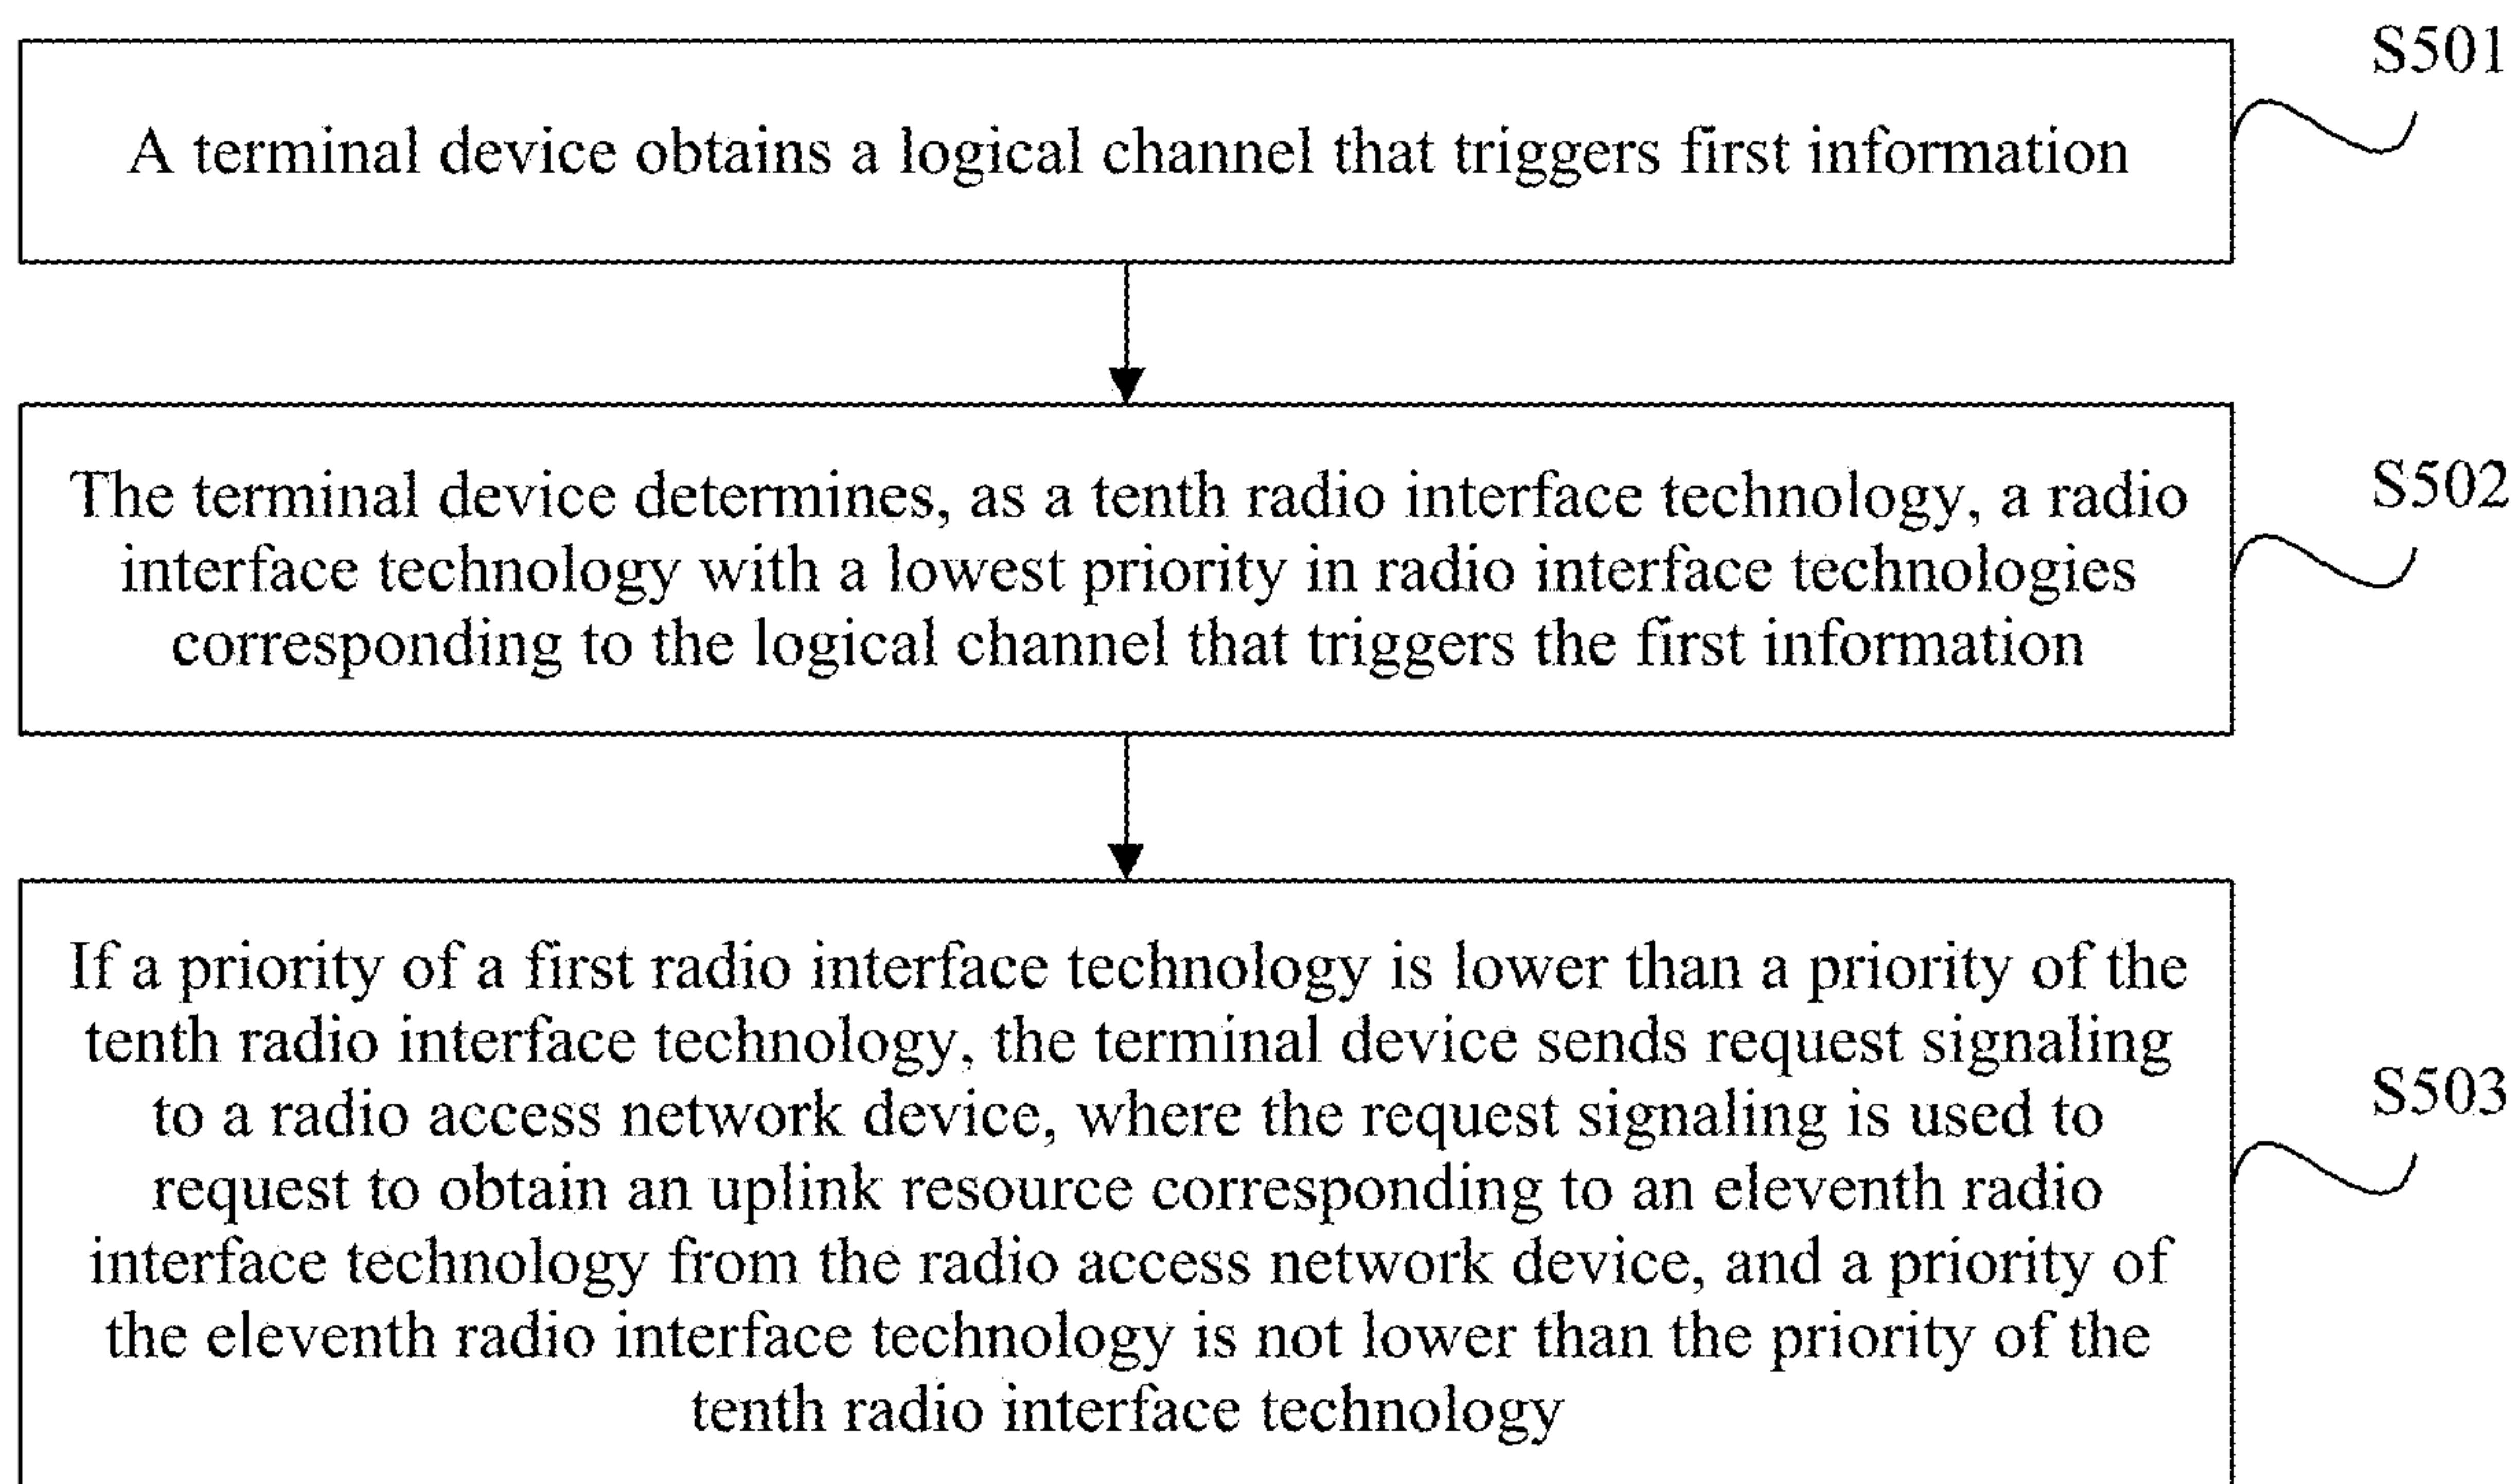 S501
A terminal device obtains a logical channel that triggers first information
The terminal device determines, as a tenth radio
interface technology with a lowest priority in radio interface technologies
corresponding to the logical channel that triggers the first information
S502
If a priority of a first radio interface technology is lower than a priority of the
tenth radio interface technology, the terminal device sends request signaling
to a radio access network device, where the request signaling is used to
request to obtain an uplink resource corresponding to an eleventh radio
interface technology from the radio access network device, and a priority of
the eleventh radio interface technology is not lower than the priority of the
tenth radio interface technology
S503